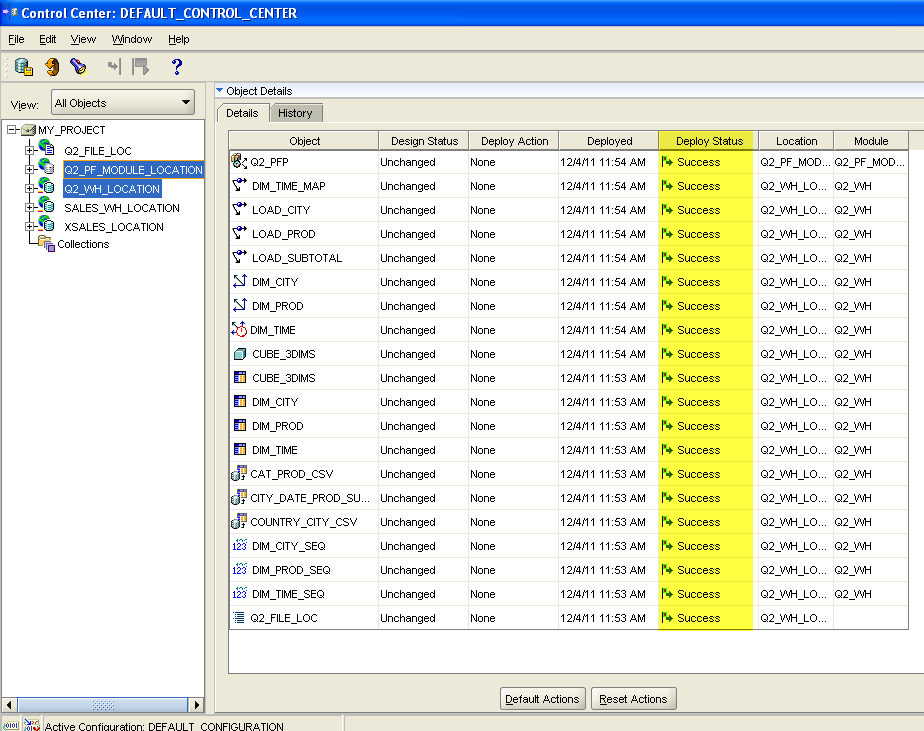 Control Center: DEFAULT_CONTROL_CENTER
File Edit View Window Help
View: All Objects
MY_PROJECT
Q2_FILE_LOC
Q2_PF_MODULE_LOCATION
Q2_WH_LOCATION
SALES_WH_LOCATION
XSALES_LOCATION
Collections
Object Details
Details History
Object Design Status Deploy Action Deployed Deploy Status Location Module
Q2_PFP Unchanged None 12/4/11 11:54 AM Success Q2_PF_MOD... Q2_PF_MOD...
DIM_TIME_MAP Unchanged None 12/4/11 11:54 AM Success Q2_WH_LO... Q2_WH
LOAD_CITY Unchanged None 12/4/11 11:54 AM Success Q2_WH_LO... Q2_WH
LOAD_PROD Unchanged None 12/4/11 11:54 AM Success Q2_WH_LO... Q2_WH
LOAD_SUBTOTAL Unchanged None 12/4/11 11:54 AM Success Q2_WH_LO... Q2_WH
DIM_CITY Unchanged None 12/4/11 11:54 AM Success Q2_WH_LO... Q2_WH
DIM_PROD Unchanged None 12/4/11 11:54 AM Success Q2_WH_LO... Q2_WH
DIM_TIME Unchanged None 12/4/11 11:54 AM Success Q2_WH_LO... Q2_WH
CUBE_3DIMS Unchanged None 12/4/11 11:54 AM Success Q2_WH_LO... Q2_WH
CUBE_3DIMS Unchanged None 12/4/11 11:53 AM Success Q2_WH_LO... Q2_WH
DIM_CITY Unchanged None 12/4/11 11:53 AM Success Q2_WH_LO... Q2_WH
DIM_PROD Unchanged None 12/4/11 11:53 AM Success Q2_WH_LO... Q2_WH
DIM_TIME Unchanged None 12/4/11 11:53 AM Success Q2_WH_LO... Q2_WH
CAT_PROD_CSV Unchanged None 12/4/11 11:53 AM Success Q2_WH_LO... Q2_WH
CITY_DATE_PROD_SU... Unchanged None 12/4/11 11:53 AM Success Q2_WH_LO... Q2_WH
COUNTRY_CITY_CSV Unchanged None 12/4/11 11:53 AM Success Q2_WH_LO... Q2_WH
123 DIM_CITY_SEQ Unchanged None 12/4/11 11:53 AM Success Q2_WH_LO... Q2_WH
123 DIM_PROD_SEQ Unchanged None 12/4/11 11:53 AM Success Q2_WH_LO... Q2_WH
123 DIM_TIME_SEQ Unchanged None 12/4/11 11:53 AM Success Q2_WH_LO... Q2_WH
Q2_FILE_LOC Unchanged None 12/4/11 11:53 AM Success Q2_WH_LO...
Default Actions Reset Actions
Active Configuration: DEFAULT_CONFIGURATION